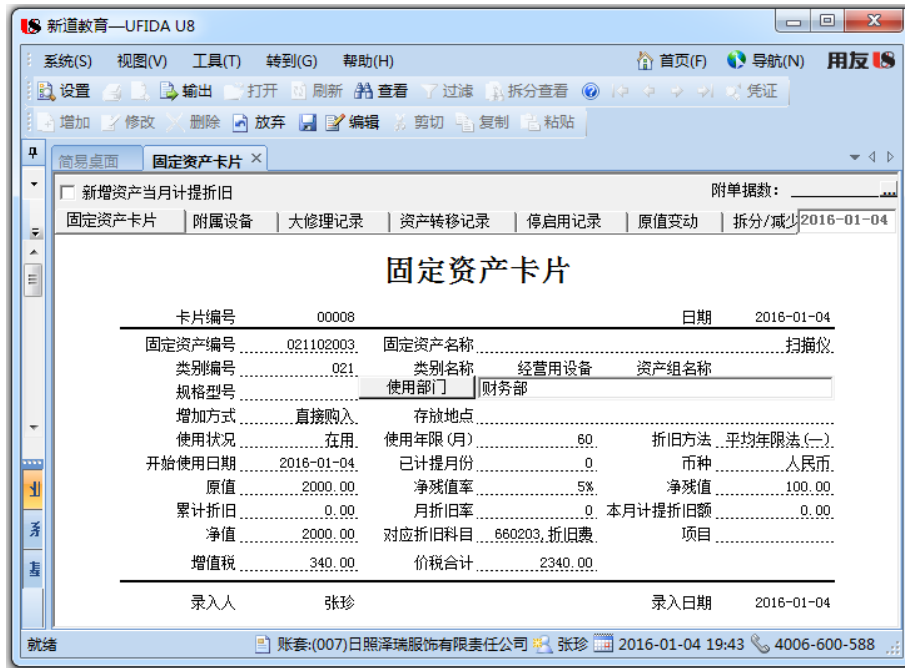 新道教育—UFIDA U8
系统(S) 视图(V) 工具(T) 转到(G) 帮助(H) 首页(F) 导航(N) 用友U8
设置 输出 打开 刷新 查看 过滤 拆分查看 凭证
增加 修改 删除 放弃 编辑 剪切 复制 粘贴
简易桌面 固定资产卡片
新增资产当月计提折旧 附单据数:
固定资产卡片 附属设备 大修理记录 资产转移记录 停启用记录 原值变动 拆分/减少 2016-01-04
固定资产卡片
卡片编号 00008 日期 2016-01-04
固定资产编号 021102003 固定资产名称 扫描仪
类别编号 021 类别名称 经营用设备 资产组名称
规格型号 使用部门 财务部
增加方式 直接购入 存放地点
使用状况 在用 使用年限(月) 60 折旧方法 平均年限法(一)
开始使用日期 2016-01-04 已计提月份 0 币种 人民币
原值 2000.00 净残值率 5% 净残值 100.00
累计折旧 0.00 月折旧率 0 本月计提折旧额 0.00
净值 2000.00 对应折旧科目 660203,折旧费 项目
增值税 340.00 价税合计 2340.00
录入人 张珍 录入日期 2016-01-04
就绪 账套:(007)日照泽瑞服饰有限责任公司 张珍 2016-01-04 19:43 4006-600-588